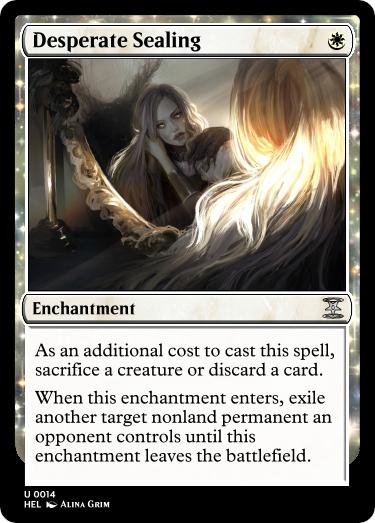 Desperate Sealing
Enchantment
As an additional cost to cast this spell,
sacrifice a creature or discard a card.
When this enchantment enters, exile
another target nonland permanent an
opponent controls until this
enchantment leaves the battlefield.
U 0014
HEL Alina Grim